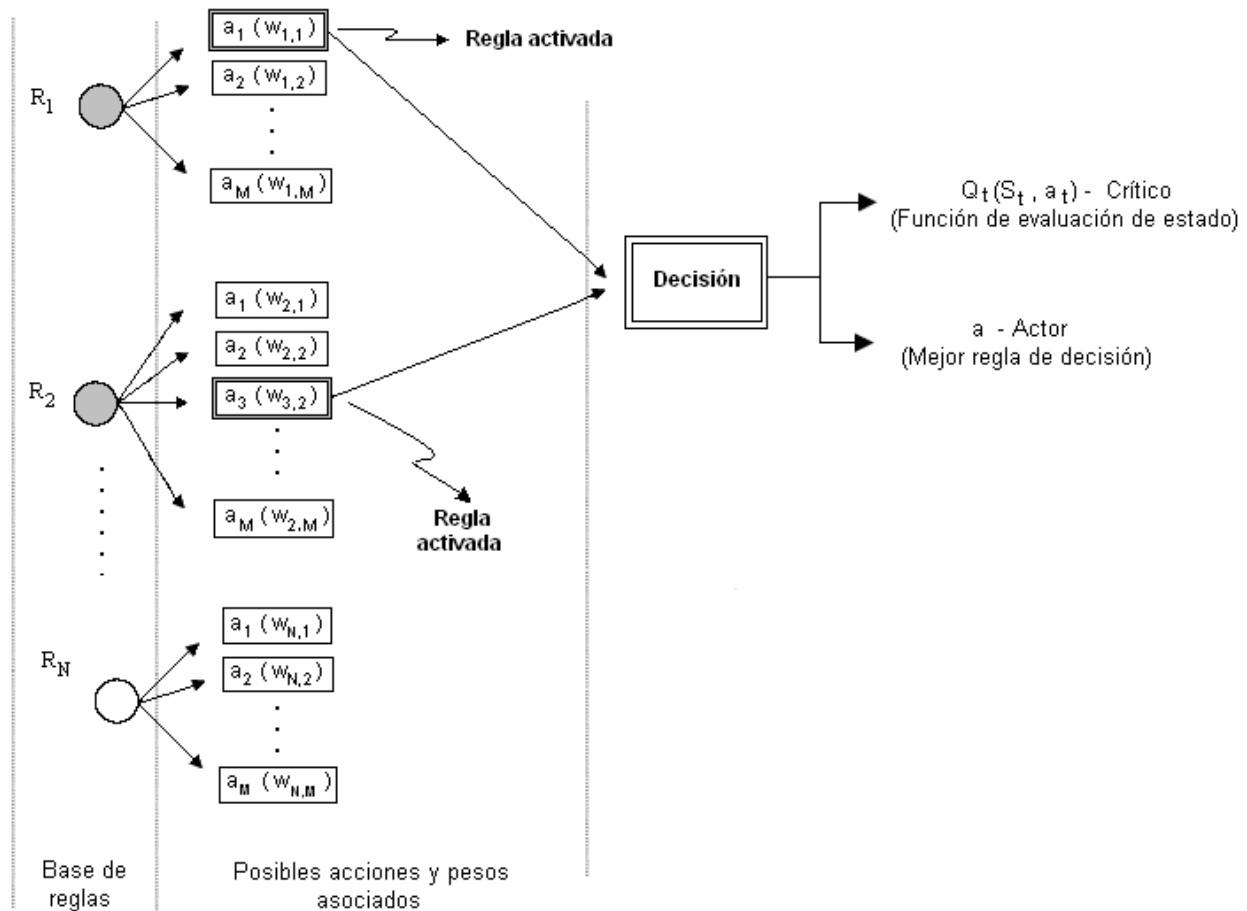 a1 (w1,1)
Regla activada
a2 (w1,2)
R1
aM (w1,M)
Qt(St , at) - Crítico
(Función de evaluación de estado)
Decisión
a1 (w2,1)
a2 (w2,2)
a - Actor
(Mejor regla de decisión)
R2
a3 (w3,2)
aM (w2.M)
Regla
activada
a1 (wN,1)
RN
a2 (wN,2)
aM (wN,M)
Base de
reglas
Posibles acciones y pesos
asociados